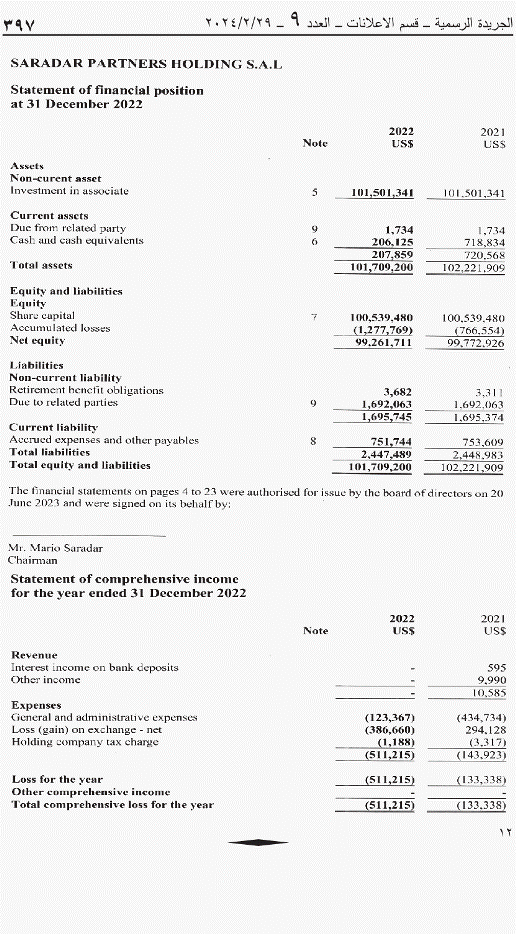 الجريدة الرسمية – قسم الاعلانات – العدد ٩ – ٢٠٢٤/٢/٢٩
٣٩٧
SARADAR PARTNERS HOLDING S.A.L
Statement of financial position
at 31 December 2022
2022 2021
Note US$ US$
Assets
Non-curent asset
Investment in associate 5 101,501,341 101,501,341
Current assets
Due from related party 9 1,734 1,734
Cash and cash equivalents 6 206,125 718,834
207,859 720,568
Total assets 101,709,200 102,221,909
Equity and liabilities
Equity
Share capital 7 100,539,480 100,539,480
Accumulated losses (1,277,769) (766,554)
Net equity 99,261,711 99,772,926
Liabilities
Non-current liability
Retirement benefit obligations 3,682 3,311
Due to related parties 9 1,692,063 1,692,063
1,695,745 1,695,374
Current liability
Accrued expenses and other payables 8 751,744 753,609
Total liabilities 2,447,489 2,448,983
Total equity and liabilities 101,709,200 102,221,909
The financial statements on pages 4 to 23 were authorised for issue by the board of directors on 20
June 2023 and were signed on its behalf by:
Mr. Mario Saradar
Chairman
Statement of comprehensive income
for the year ended 31 December 2022
2022 2021
Note US$ US$
Revenue
Interest income on bank deposits - 595
Other income - 9,990
- 10,585
Expenses
General and administrative expenses (123,367) (434,734)
Loss (gain) on exchange - net (386,660) 294,128
Holding company tax charge (1,188) (3,317)
(511,215) (143,923)
Loss for the year (511,215) (133,338)
Other comprehensive income - -
Total comprehensive loss for the year (511,215) (133,338)
١٢